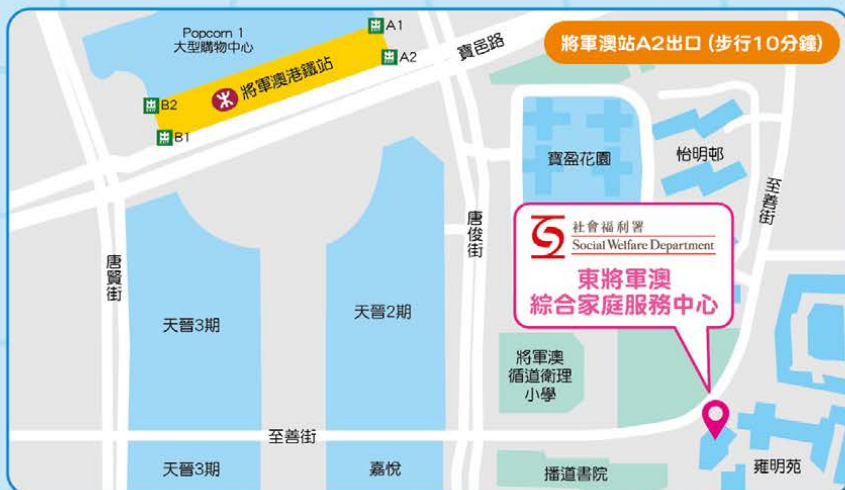 Popcorn 1
大型購物中心
A1
A2
寶邑路
將軍澳站A2出口 (步行10分鐘)
將軍澳港鐵站
B2
B1
寶盈花園
怡明邨
至善街
唐賢街
唐俊街
社會福利署
Social Welfare Department
東將軍澳
綜合家庭服務中心
天晉3期
天晉2期
將軍澳
循道衛理
小學
至善街
天晉3期
嘉悅
播道書院
雍明苑